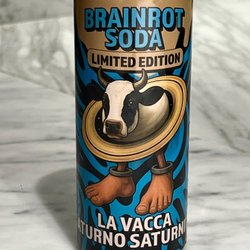 BRAINROT
SODA
LIMITED EDITION
LA VACCA
ATURNO SATURNI